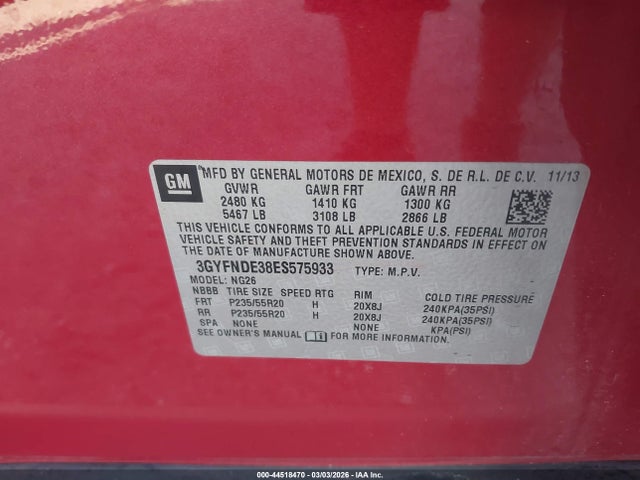 GM
MFD BY GENERAL MOTORS DE MEXICO, S. DE R.L. DE C.V. 11/13
GVWR GAWR FRT GAWR RR
2480 KG 1410 KG 1300 KG
5467 LB 3108 LB 2866 LB
THIS VEHICLE CONFORMS TO ALL APPLICABLE U.S. FEDERAL MOTOR
VEHICLE SAFETY AND THEFT PREVENTION STANDARDS IN EFFECT ON
THE DATE OF MANUFACTURE SHOWN ABOVE.
3GYFNDE38ES575933 TYPE: M.P.V.
MODEL: NG26
NBBB TIRE SIZE SPEED RTG RIM COLD TIRE PRESSURE
FRT P235/55R20 H 20X8J 240KPA(35PSI)
RR P235/55R20 H 20X8J 240KPA(35PSI)
SPA NONE NONE KPA(PSI)
SEE OWNER'S MANUAL FOR MORE INFORMATION.
000-44518470 - 03/03/2026 - IAA Inc.